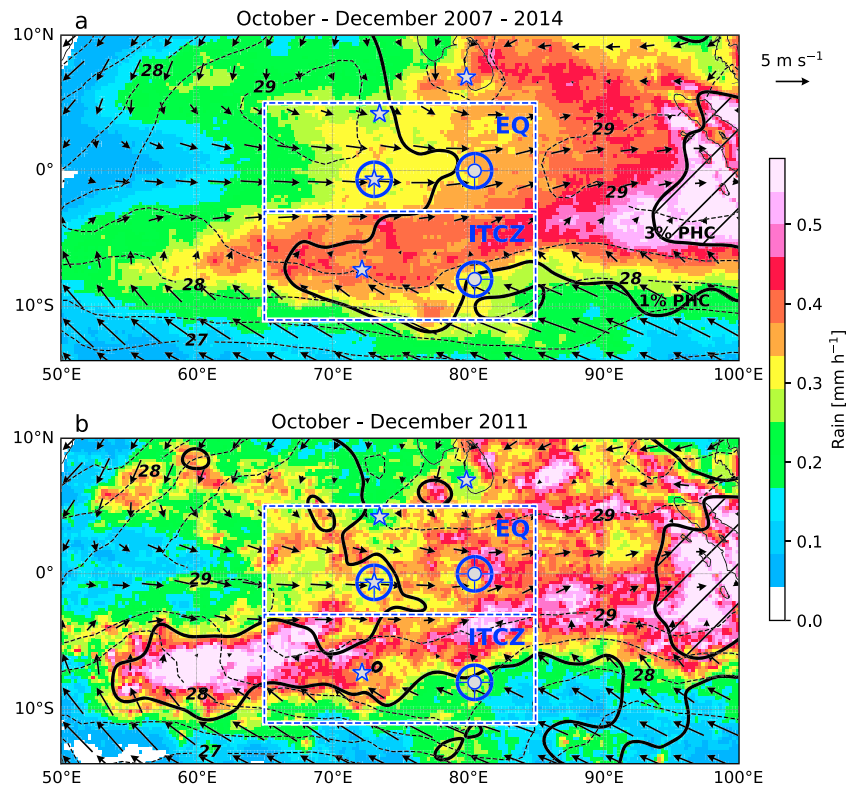 a
October - December 2007 - 2014
10°N
0°
10°S
50°E
60°E
70°E
80°E
90°E
100°E
28
29
29
29
28
28
27
EQ
ITCZ
3% PHC
1% PHC
5 m s⁻¹
b
October - December 2011
10°N
0°
10°S
50°E
60°E
70°E
80°E
90°E
100°E
28
29
29
29
28
28
27
EQ
ITCZ
0.5
0.4
0.3
0.2
0.1
0.0
Rain [mm h⁻¹]